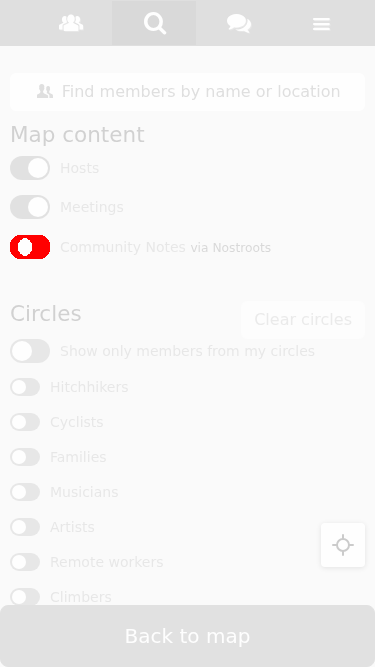 Find members by name or location
Map content
Hosts
Meetings
Community Notes via Nostroots
Circles
Clear circles
Show only members from my circles
Hitchhikers
Cyclists
Families
Musicians
Artists
Remote workers
Climbers
Back to map